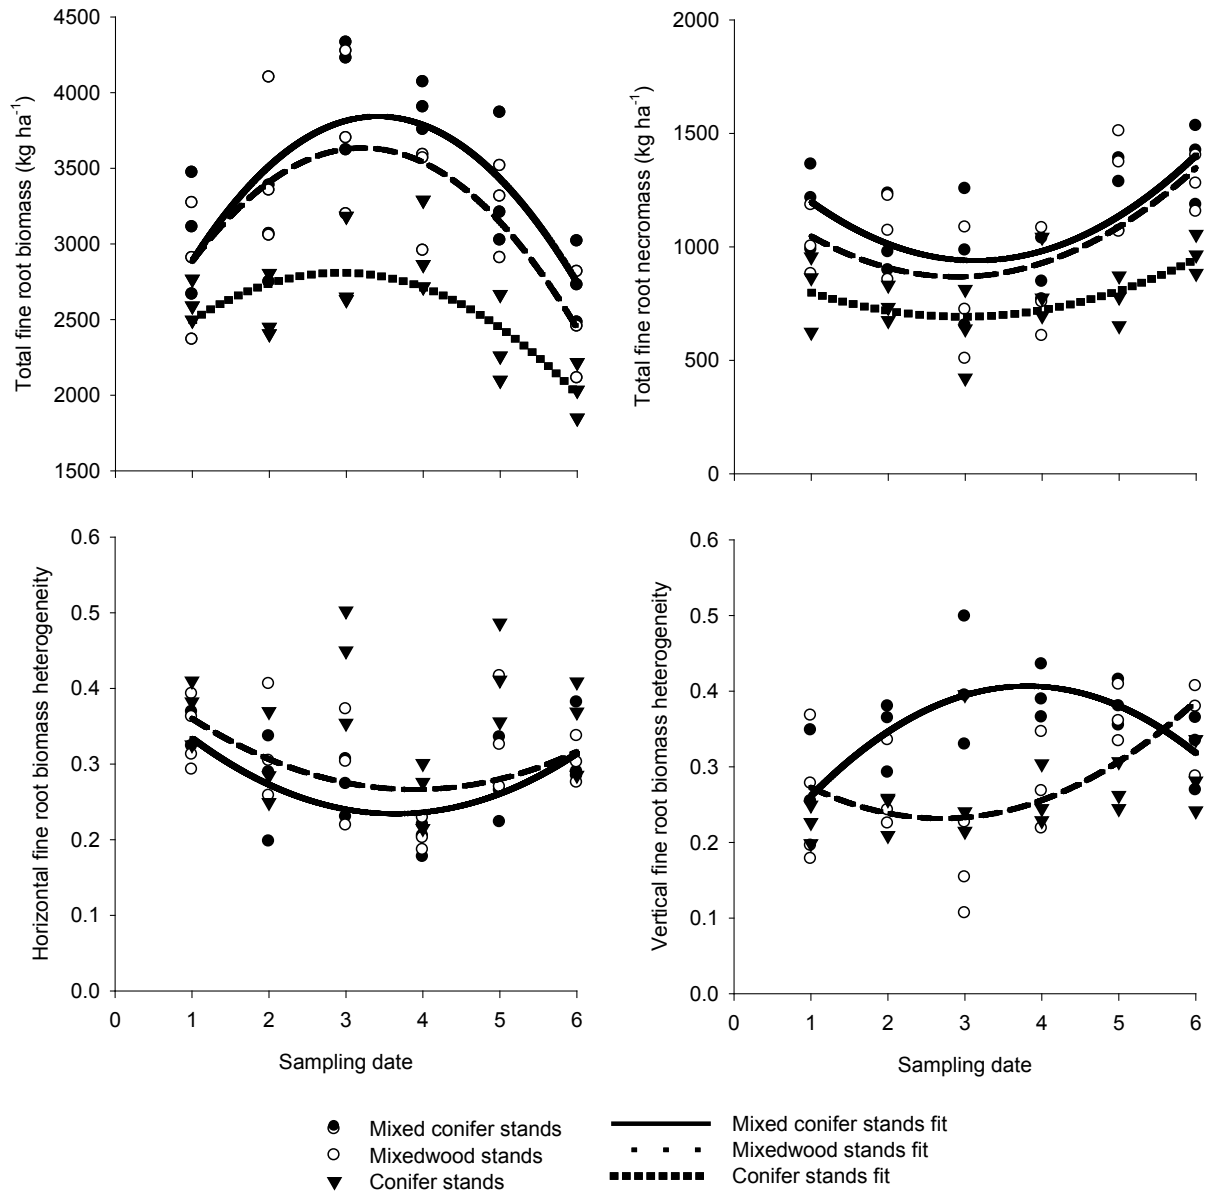 Total fine root biomass (kg ha-1)
4500
4000
3500
3000
2500
2000
1500
Total fine root necromass (kg ha-1)
2000
1500
1000
500
0
Horizontal fine root biomass heterogeneity
0.6
0.5
0.4
0.3
0.2
0.1
0.0
0 1 2 3 4 5 6
Sampling date
Vertical fine root biomass heterogeneity
0.6
0.5
0.4
0.3
0.2
0.1
0.0
0 1 2 3 4 5 6
Sampling date
Mixed conifer stands
Mixedwood stands
Conifer stands
Mixed conifer stands fit
Mixedwood stands fit
Conifer stands fit